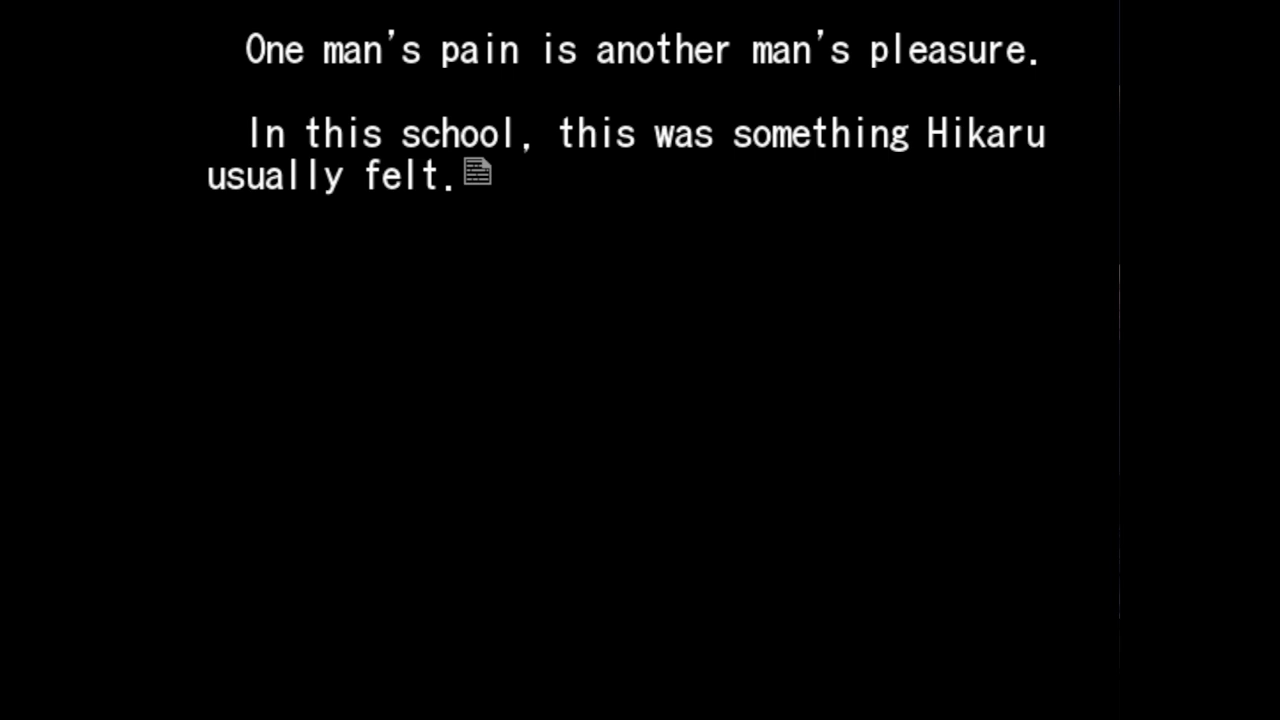 One man's pain is another man's pleasure.
In this school, this was something Hikaru
usually felt.